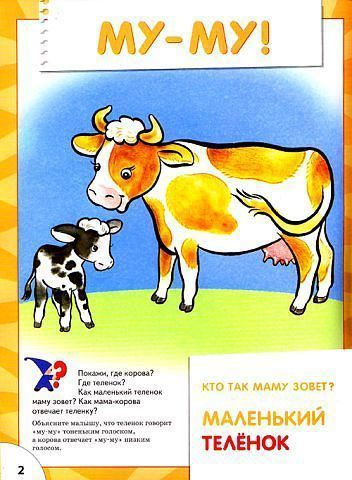 МУ-МУ!
Покажи, где корова?
Где теленок?
Как маленький теленок
маму зовет? Как мама-корова
отвечает теленку?
Объясните малышу, что теленок говорит
«му-му» тоненьким голоском,
а корова отвечает «му-му» низким
голосом.
КТО ТАК МАМУ ЗОВЕТ?
МАЛЕНЬКИЙ
ТЕЛЁНОК
2